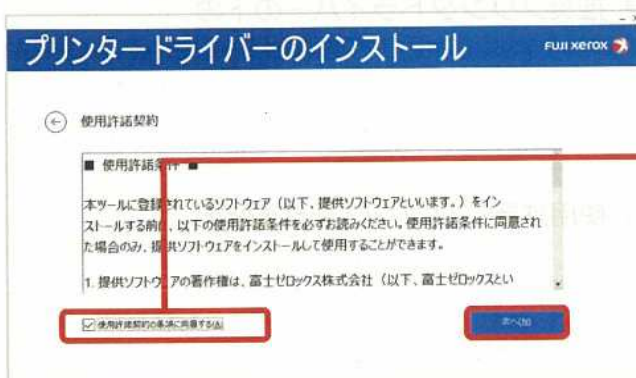 プリンタードライバーのインストール
FUJI XEROX
使用許諾契約
■ 使用許諾条件 ■
本ツールに登録されているソフトウェア（以下、提供ソフトウェアといいます。）をイン
ストールする前に、以下の使用許諾条件を必ずお読みください。使用許諾条件に同意され
た場合のみ、提供ソフトウェアをインストールして使用することができます。
1. 提供ソフトウェアの著作権は、富士ゼロックス株式会社（以下、富士ゼロックスとい
使用許諾契約の条項に同意する(A)
次へ(N)